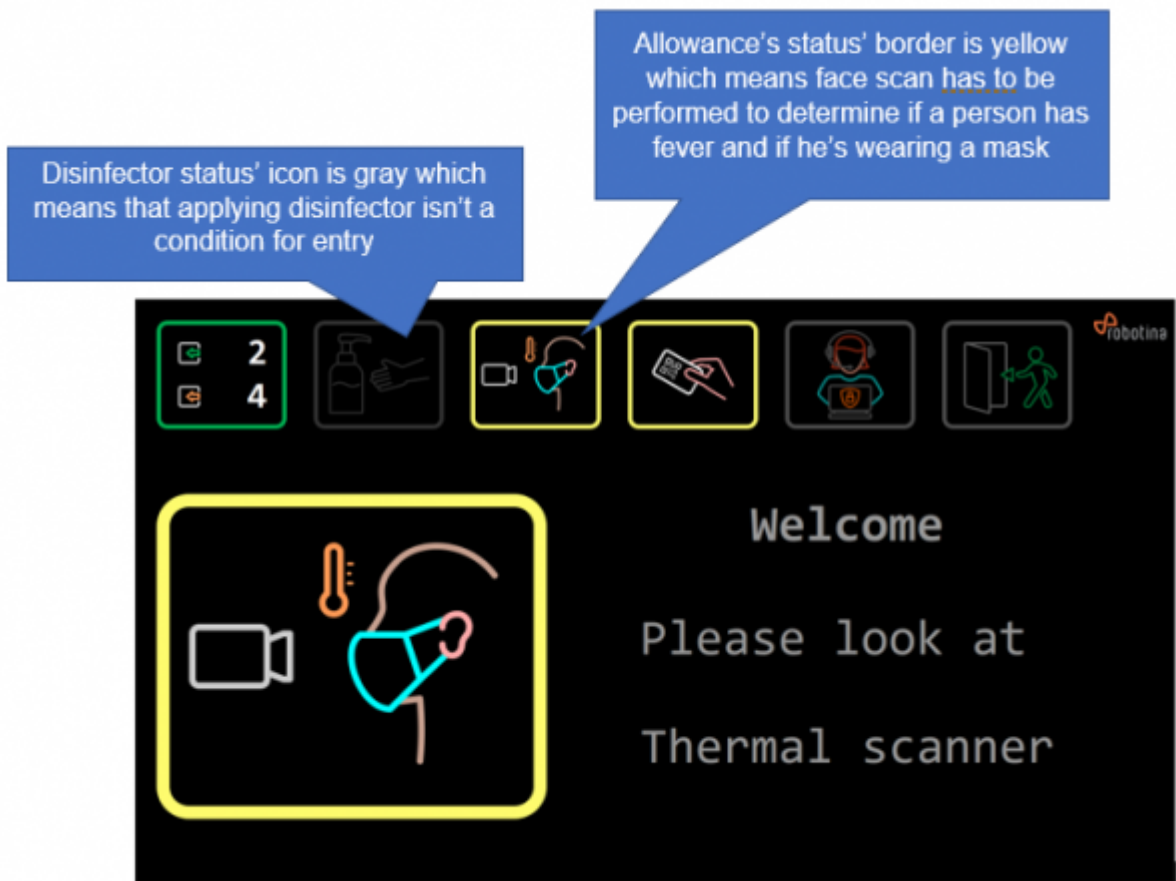 Allowance's status' border is yellow
which means face scan has to be
performed to determine if a person has
fever and if he's wearing a mask
Disinfector status' icon is gray which
means that applying disinfector isn't a
condition for entry
2
4
robotina
Welcome
Please look at
Thermal scanner